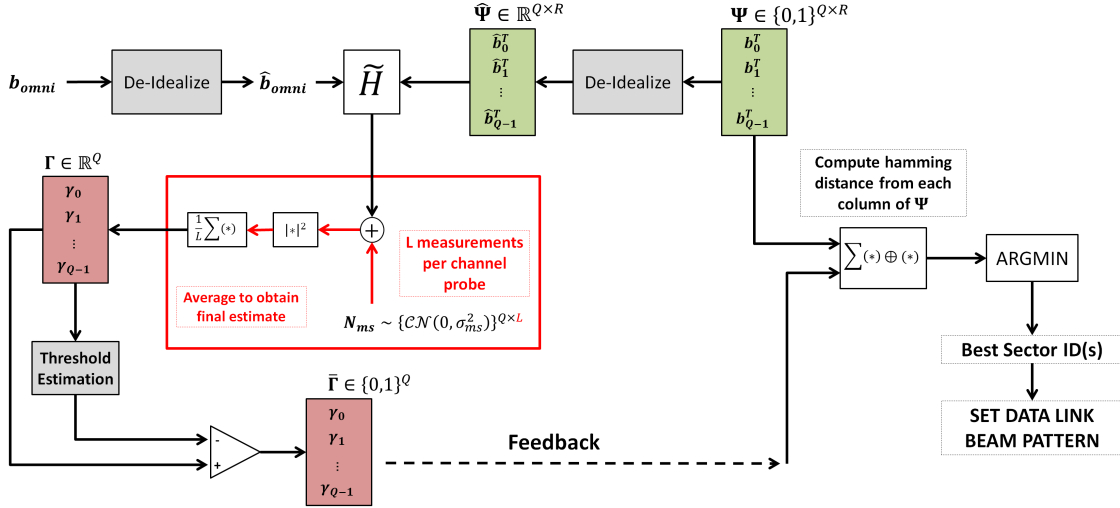 𝚿̂ ∈ ℝ^{Q×R}
𝚿 ∈ {0,1}^{Q×R}
b_omni
De-Idealize
b̂_omni
H̃
b̂_0^T
b̂_1^T
⋮
b̂_{Q−1}^T
De-Idealize
b_0^T
b_1^T
⋮
b_{Q−1}^T
𝚪 ∈ ℝ^Q
γ_0
γ_1
⋮
γ_{Q−1}
1/L ∑(*)
|*|^2
+
L measurements
per channel
probe
Average to obtain
final estimate
N_ms ~ {𝒞𝒩(0, σ_ms^2)}^{Q×L}
Compute hamming
distance from each
column of 𝚿
∑(*) ⊕ (*)
ARGMIN
Best Sector ID(s)
SET DATA LINK
BEAM PATTERN
Threshold
Estimation
-
+
𝚪̄ ∈ {0,1}^Q
γ_0
γ_1
⋮
γ_{Q−1}
Feedback